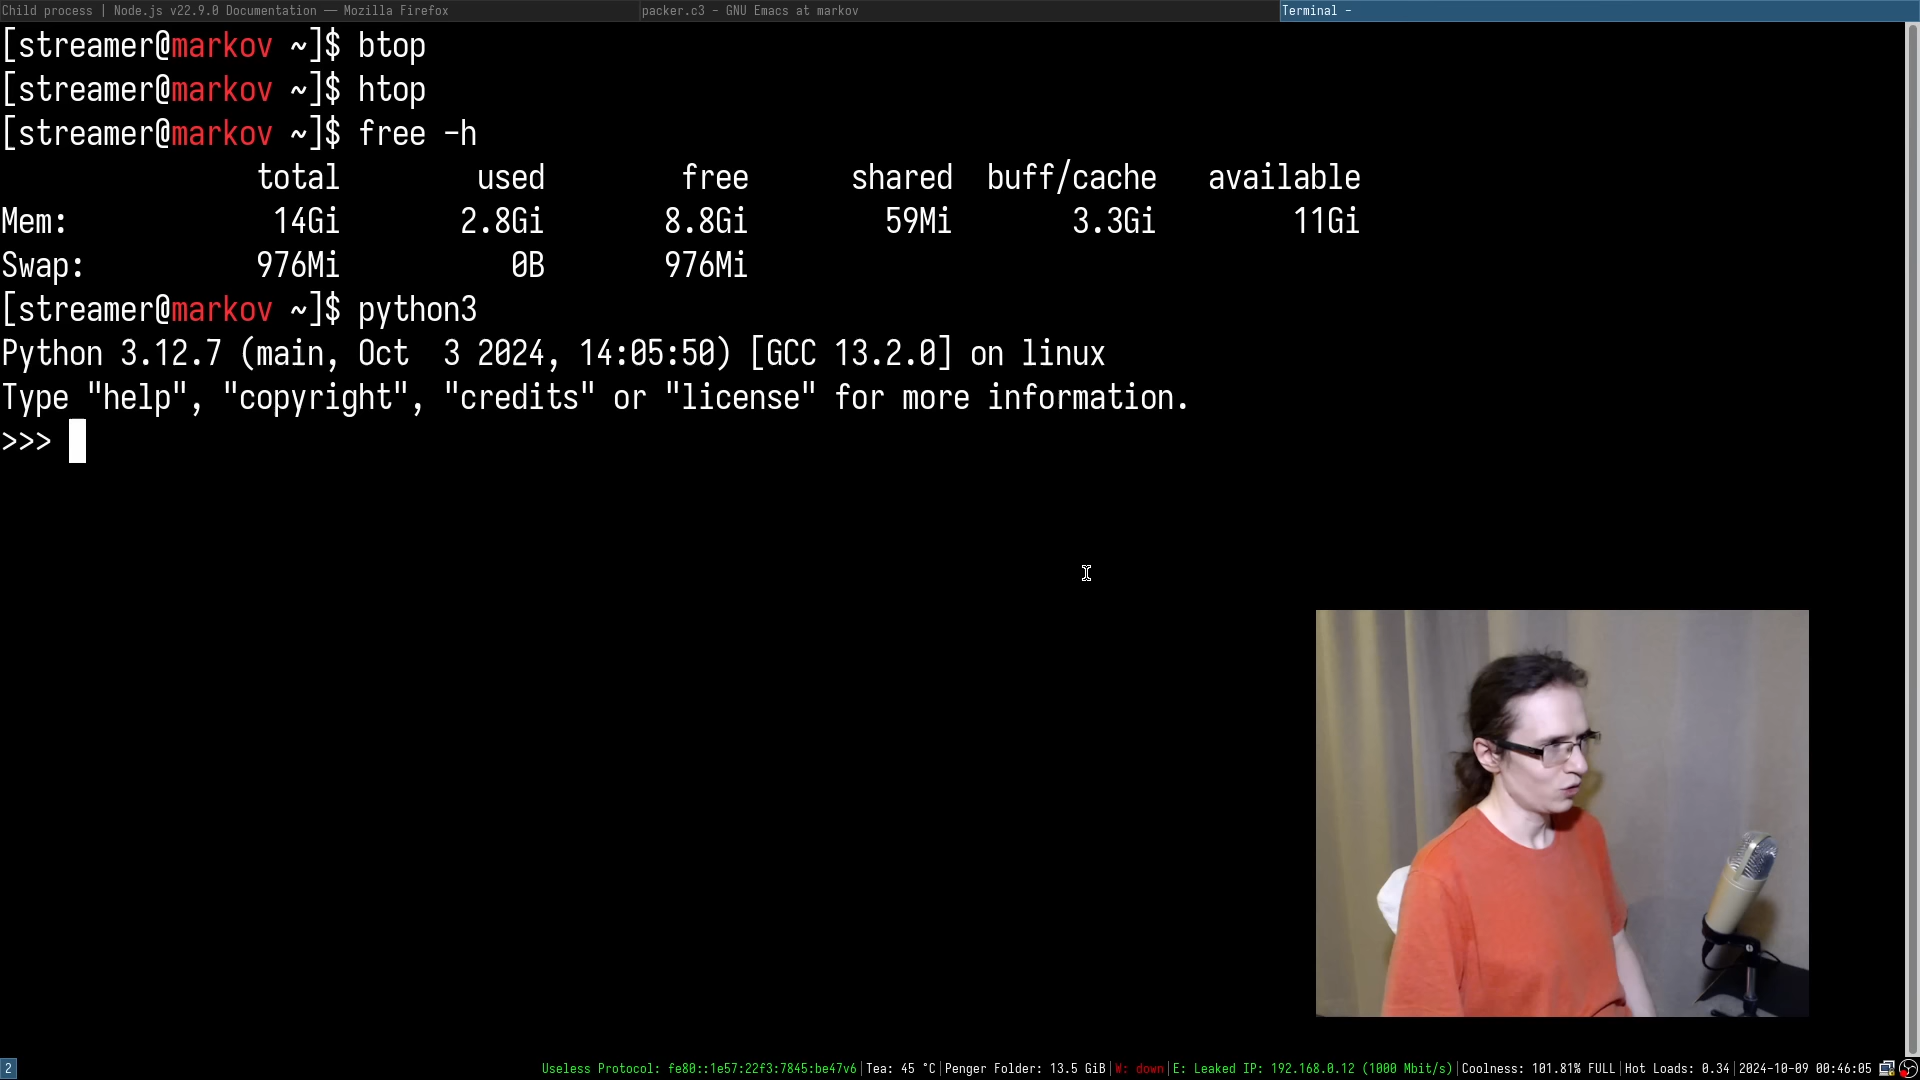 Child process | Node.js v22.9.0 Documentation — Mozilla Firefox
packer.c3 - GNU Emacs at markov
Terminal -
[streamer@markov ~]$ btop
[streamer@markov ~]$ htop
[streamer@markov ~]$ free -h
total used free shared buff/cache available
Mem: 14Gi 2.8Gi 8.8Gi 59Mi 3.3Gi 11Gi
Swap: 976Mi 0B 976Mi
[streamer@markov ~]$ python3
Python 3.12.7 (main, Oct  3 2024, 14:05:50) [GCC 13.2.0] on linux
Type "help", "copyright", "credits" or "license" for more information.
>>>
2
Useless Protocol: fe80::1e57:22f3:7845:be47v6|Tea: 45 °C|Penger Folder: 13.5 GiB|W: down|E: Leaked IP: 192.168.0.12 (1000 Mbit/s)|Coolness: 101.81% FULL|Hot Loads: 0.34|2024-10-09 00:46:05